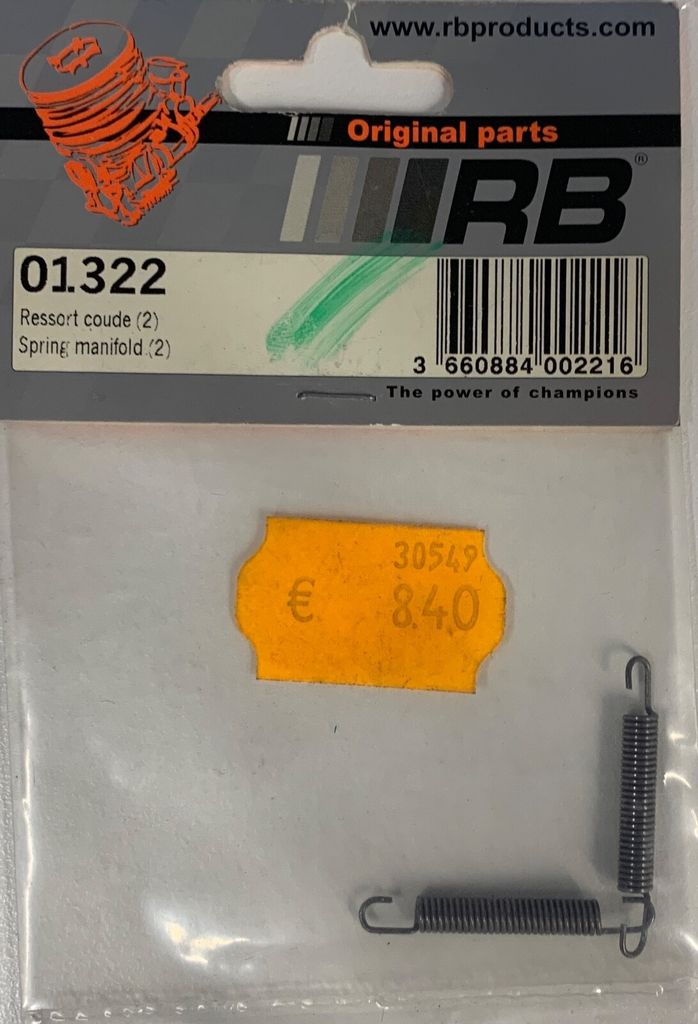 www.rbproducts.com
Original parts
RB®
01322
Ressort coude (2)
Spring manifold (2)
3 660884 002216
The power of champions
30549
€ 8.40